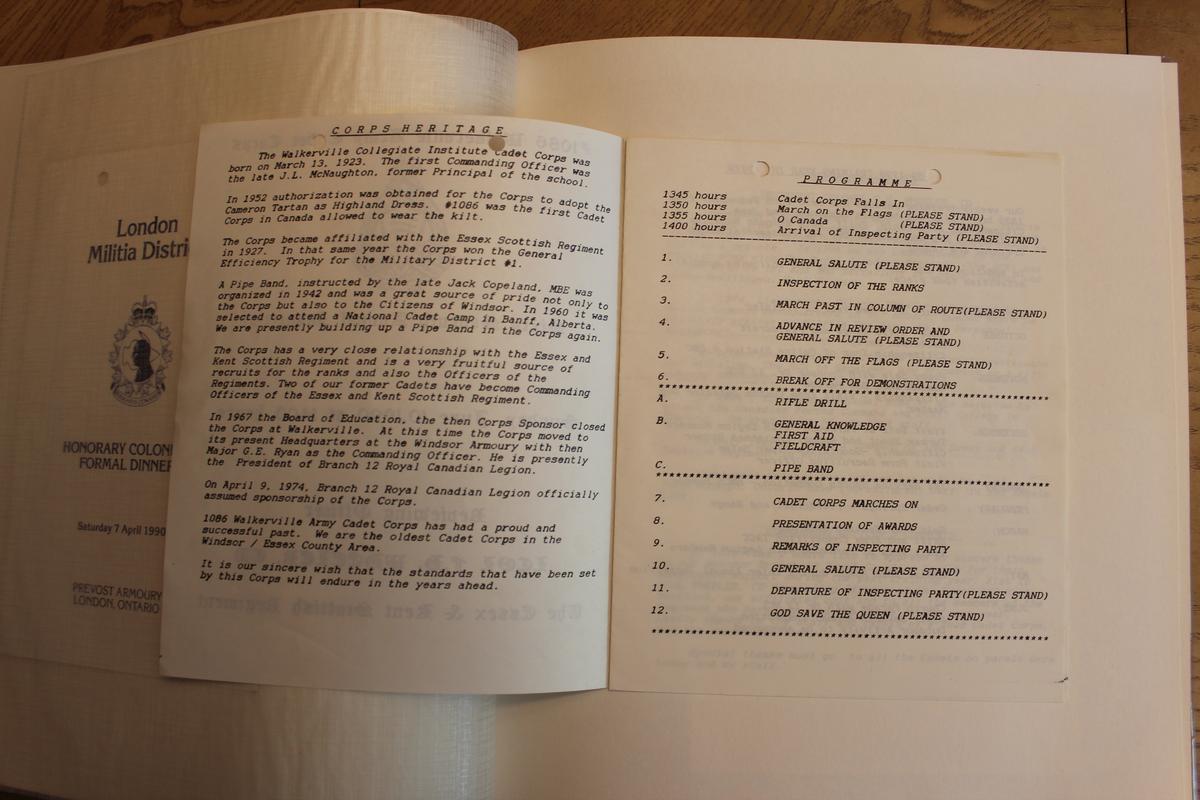 London
Militia Distri
HONORARY COLON
FORMAL DINNER
Saturday 7 April 1990
PREVOST ARMOURY
LONDON, ONTARIO
CORPS HERITAGE
The Walkerville Collegiate Institute Cadet Corps was
born on March 13, 1923. The first Commanding Officer was
the late J.L. McNaughton, former Principal of the school.
In 1952 authorization was obtained for the Corps to adopt the
Cameron Tartan as Highland Dress. #1086 was the first Cadet
Corps in Canada allowed to wear the kilt.
The Corps became affiliated with the Essex Scottish Regiment
in 1927. In that same year the Corps won the General
Efficiency Trophy for the Military District #1.
A Pipe Band, instructed by the late Jack Copeland, MBE was
organized in 1942 and was a great source of pride not only to
the Corps but also to the Citizens of Windsor. In 1960 it was
selected to attend a National Cadet Camp in Banff, Alberta.
We are presently building up a Pipe Band in the Corps again.
The Corps has a very close relationship with the Essex and
Kent Scottish Regiment and is a very fruitful source of
recruits for the ranks and also the Officers of the
Regiments. Two of our former Cadets have become Commanding
Officers of the Essex and Kent Scottish Regiment.
In 1967 the Board of Education, the then Corps Sponsor closed
the Corps at Walkerville. At this time the Corps moved to
its present Headquarters at the Windsor Armoury with then
Major G.E. Ryan as the Commanding Officer. He is presently
the President of Branch 12 Royal Canadian Legion.
On April 9, 1974, Branch 12 Royal Canadian Legion officially
assumed sponsorship of the Corps.
1086 Walkerville Army Cadet Corps has had a proud and
successful past. We are the oldest Cadet Corps in the
Windsor / Essex County Area.
It is our sincere wish that the standards that have been set
by this Corps will endure in the years ahead.
PROGRAMME
1345 hours Cadet Corps Falls In
1350 hours March on the Flags (PLEASE STAND)
1355 hours O Canada (PLEASE STAND)
1400 hours Arrival of Inspecting Party (PLEASE STAND)
1. GENERAL SALUTE (PLEASE STAND)
2. INSPECTION OF THE RANKS
3. MARCH PAST IN COLUMN OF ROUTE(PLEASE STAND)
4. ADVANCE IN REVIEW ORDER AND
GENERAL SALUTE (PLEASE STAND)
5. MARCH OFF THE FLAGS (PLEASE STAND)
6. BREAK OFF FOR DEMONSTRATIONS
A. RIFLE DRILL
B. GENERAL KNOWLEDGE
FIRST AID
FIELDCRAFT
C. PIPE BAND
7. CADET CORPS MARCHES ON
8. PRESENTATION OF AWARDS
9. REMARKS OF INSPECTING PARTY
10. GENERAL SALUTE (PLEASE STAND)
11. DEPARTURE OF INSPECTING PARTY(PLEASE STAND)
12. GOD SAVE THE QUEEN (PLEASE STAND)